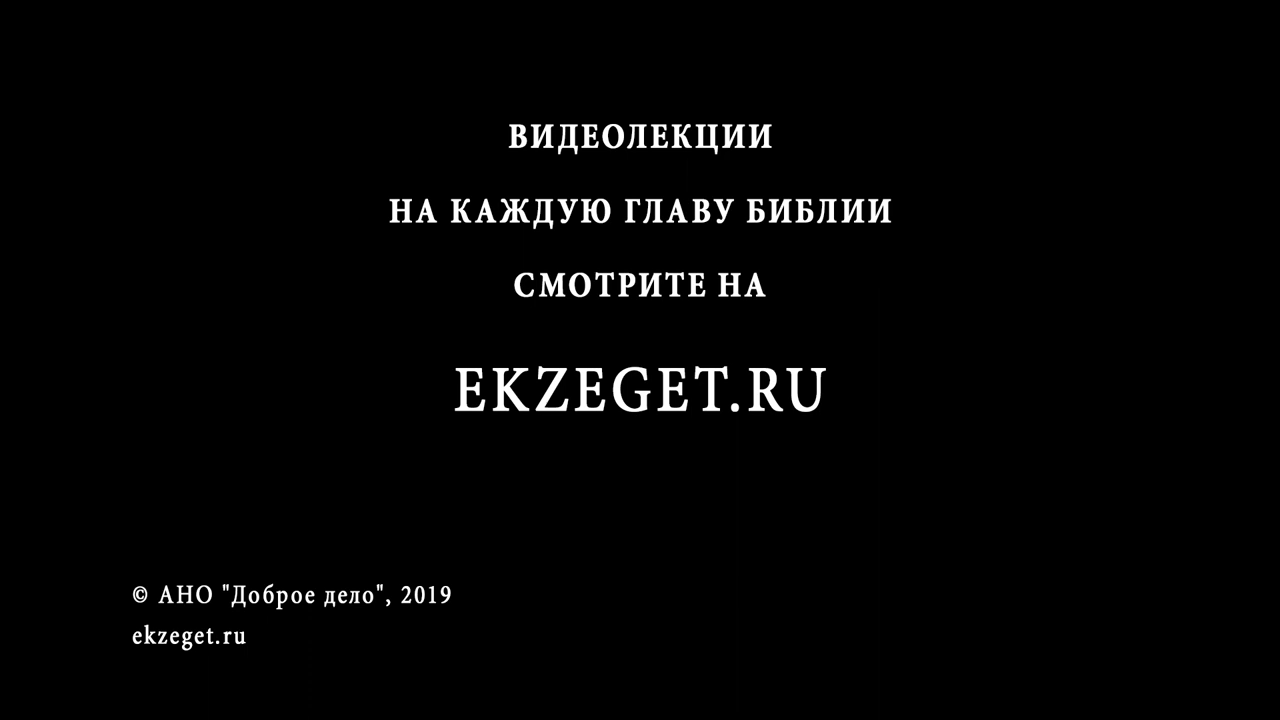 ВИДЕОЛЕКЦИИ
НА КАЖДУЮ ГЛАВУ БИБЛИИ
СМОТРИТЕ НА
EKZEGET.RU
© АНО "Доброе дело", 2019
ekzeget.ru